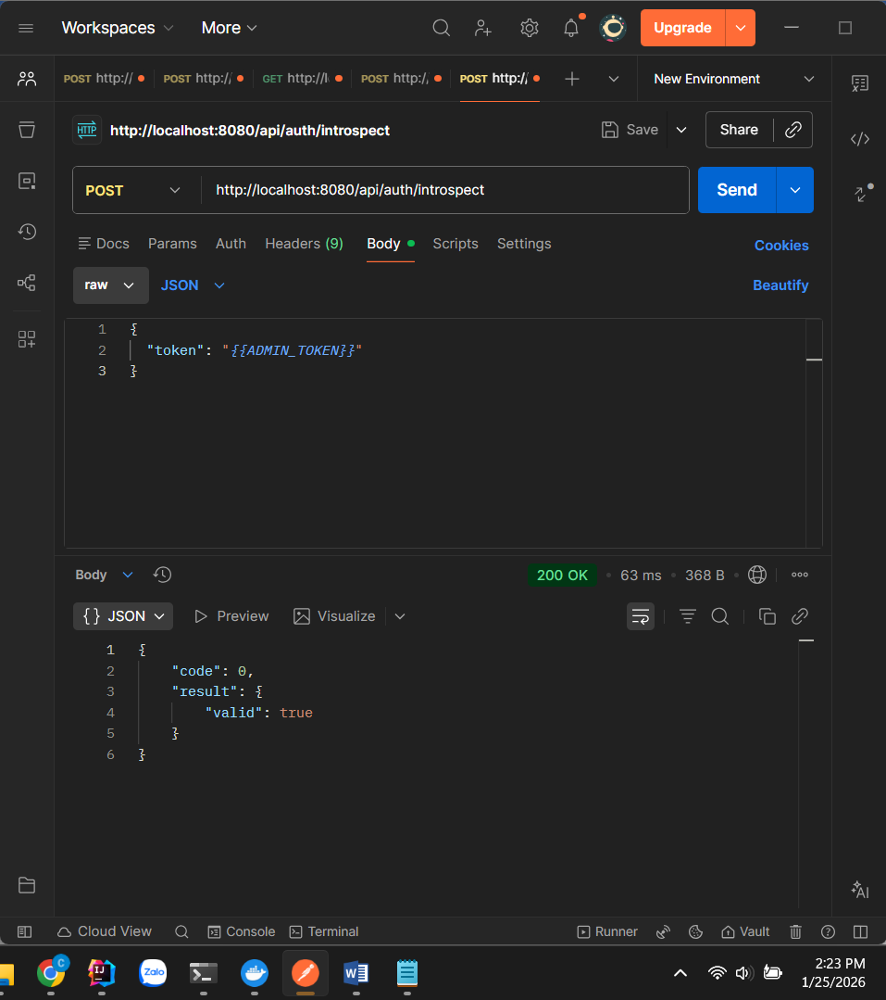 Workspaces More Upgrade
POST http:/ POST http:/ GET http://l POST http:/ POST http:/ New Environment
HTTP http://localhost:8080/api/auth/introspect Save Share
POST http://localhost:8080/api/auth/introspect Send
Docs Params Auth Headers (9) Body Scripts Settings Cookies
raw JSON Beautify
1 {
2 "token": "{{ADMIN_TOKEN}}"
3 }
Body 200 OK 63 ms 368 B
{} JSON Preview Visualize
1 {
2 "code": 0,
3 "result": {
4 "valid": true
5 }
6 }
AI
Cloud View Console Terminal Runner Vault
C IJ Zalo W
2:23 PM
1/25/2026